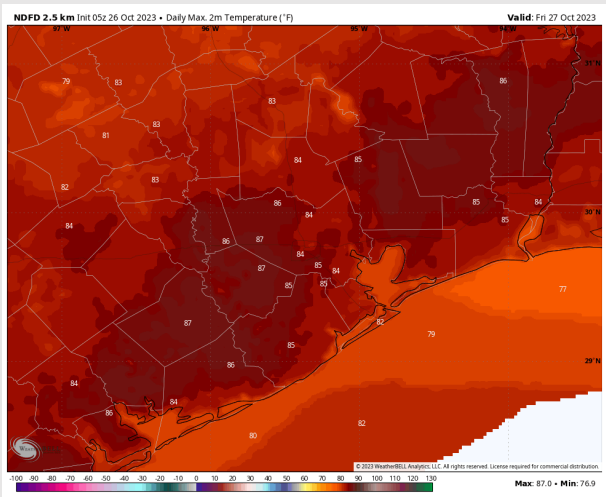 NDFD 2.5 km Init 05z 26 Oct 2023 • Daily Max. 2m Temperature (°F)
Valid: Fri 27 Oct 2023
97°W 96°W 95°W 94°W
31°N
86
79 83
83
83
81
84 85
83
82
86 85 84
84 84 85
86 87
84
87 85 84
85 85
77
87 82
79
85
29°N
86
84
84
86
82
80
30°N
© 2023 WeatherBELL Analytics, LLC. All rights reserved. License required for commercial distribution.
-100 -90 -80 -70 -60 -50 -40 -30 -20 -10 0 10 20 30 40 50 60 70 80 90 100 110 120 130
Max: 87.0 • Min: 76.9